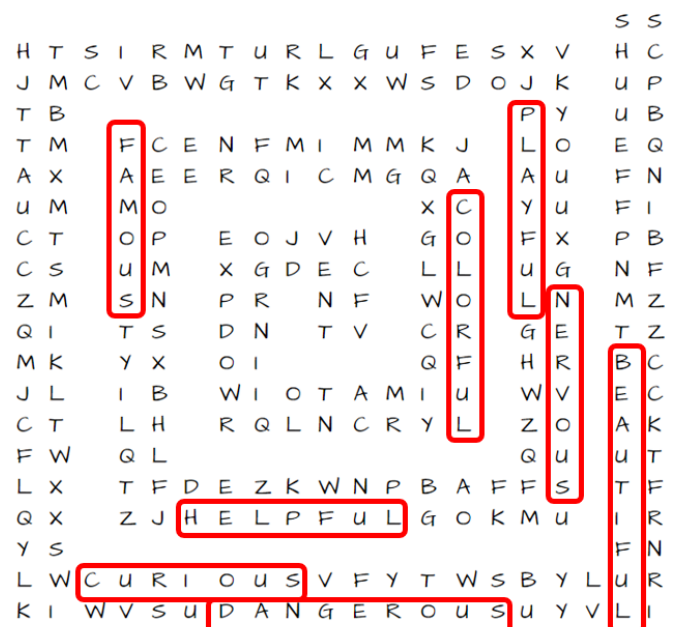 S S
H T S I R M T U R L G U F E S X V H C
J M C V B W G T K X X W S D O J K U P
T B P Y U B
T M F C E N F M I M M K J L O E Q
A X A E E R Q I C M G Q A A U F N
U M M O X C Y U F I
C T O P E O J V H G O F X P B
C S U M X G D E C L L U G N F
Z M S N P R N F W O L N M Z
Q I T S D N T V C R G E T Z
M K Y X O I Q F H R B C
J L I B W I O T A M I U W V E C
C T L H R Q L N C R Y L Z O A K
F W Q L Q U U T
L X T F D E Z K W N P B A F F S T F
Q X Z J H E L P F U L G O K M U I R
Y S F N
L W C U R I O U S V F Y T W S B Y L U R
K I W V S U D A N G E R O U S U Y V L I